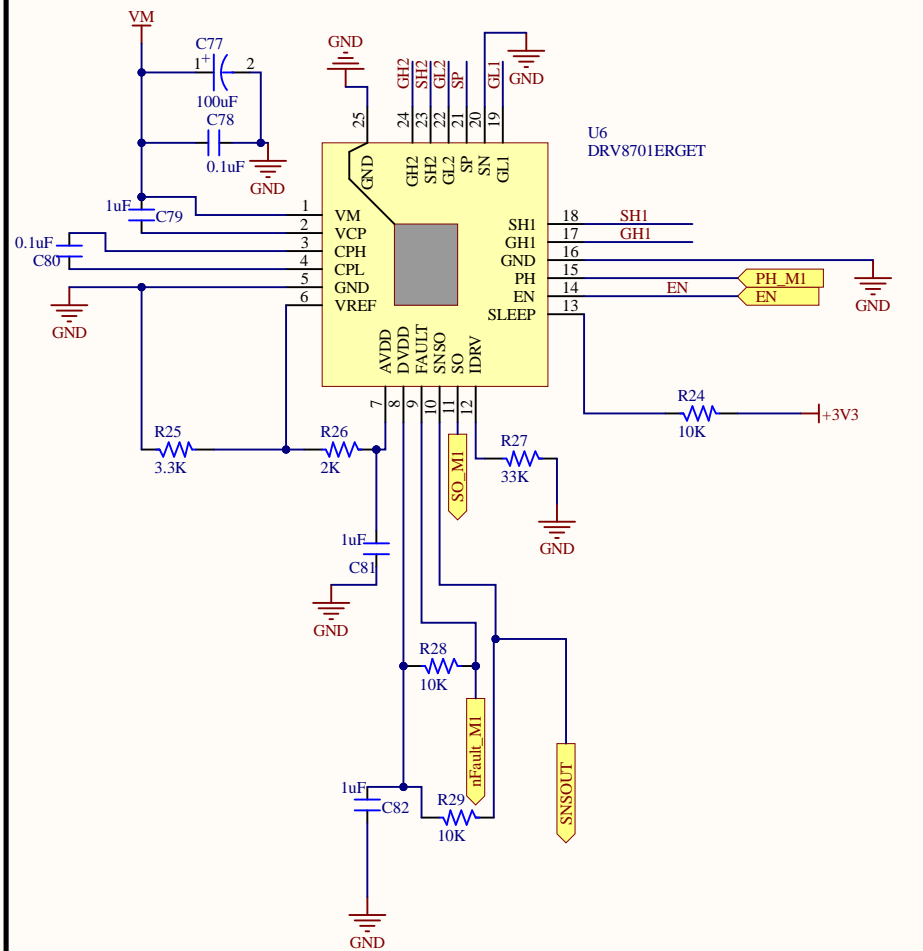 VM
C77
1 + 2
100uF
C78
0.1uF
GND
1uF
C79
0.1uF
C80
GND
GND
GND
U6
DRV8701ERGET
GH2
SH2
GL2
SP
GL1
25
24
23
22
21
20
19
GND
GH2
SH2
GL2
SP
SN
GL1
1 VM
2 VCP
3 CPH
4 CPL
5 GND
6 VREF
SH1 18 SH1
GH1 17 GH1
GND 16
PH 15 PH_M1
EN 14 EN EN
SLEEP 13
GND
AVDD
DVDD
FAULT
SNSO
SO
IDRV
7
8
9
10
11
12
R24
10K
+3V3
R25
3.3K
R26
2K
R27
33K
GND
SO_M1
1uF
C81
GND
R28
10K
nFault_M1
SNSOUT
1uF
C82
R29
10K
GND